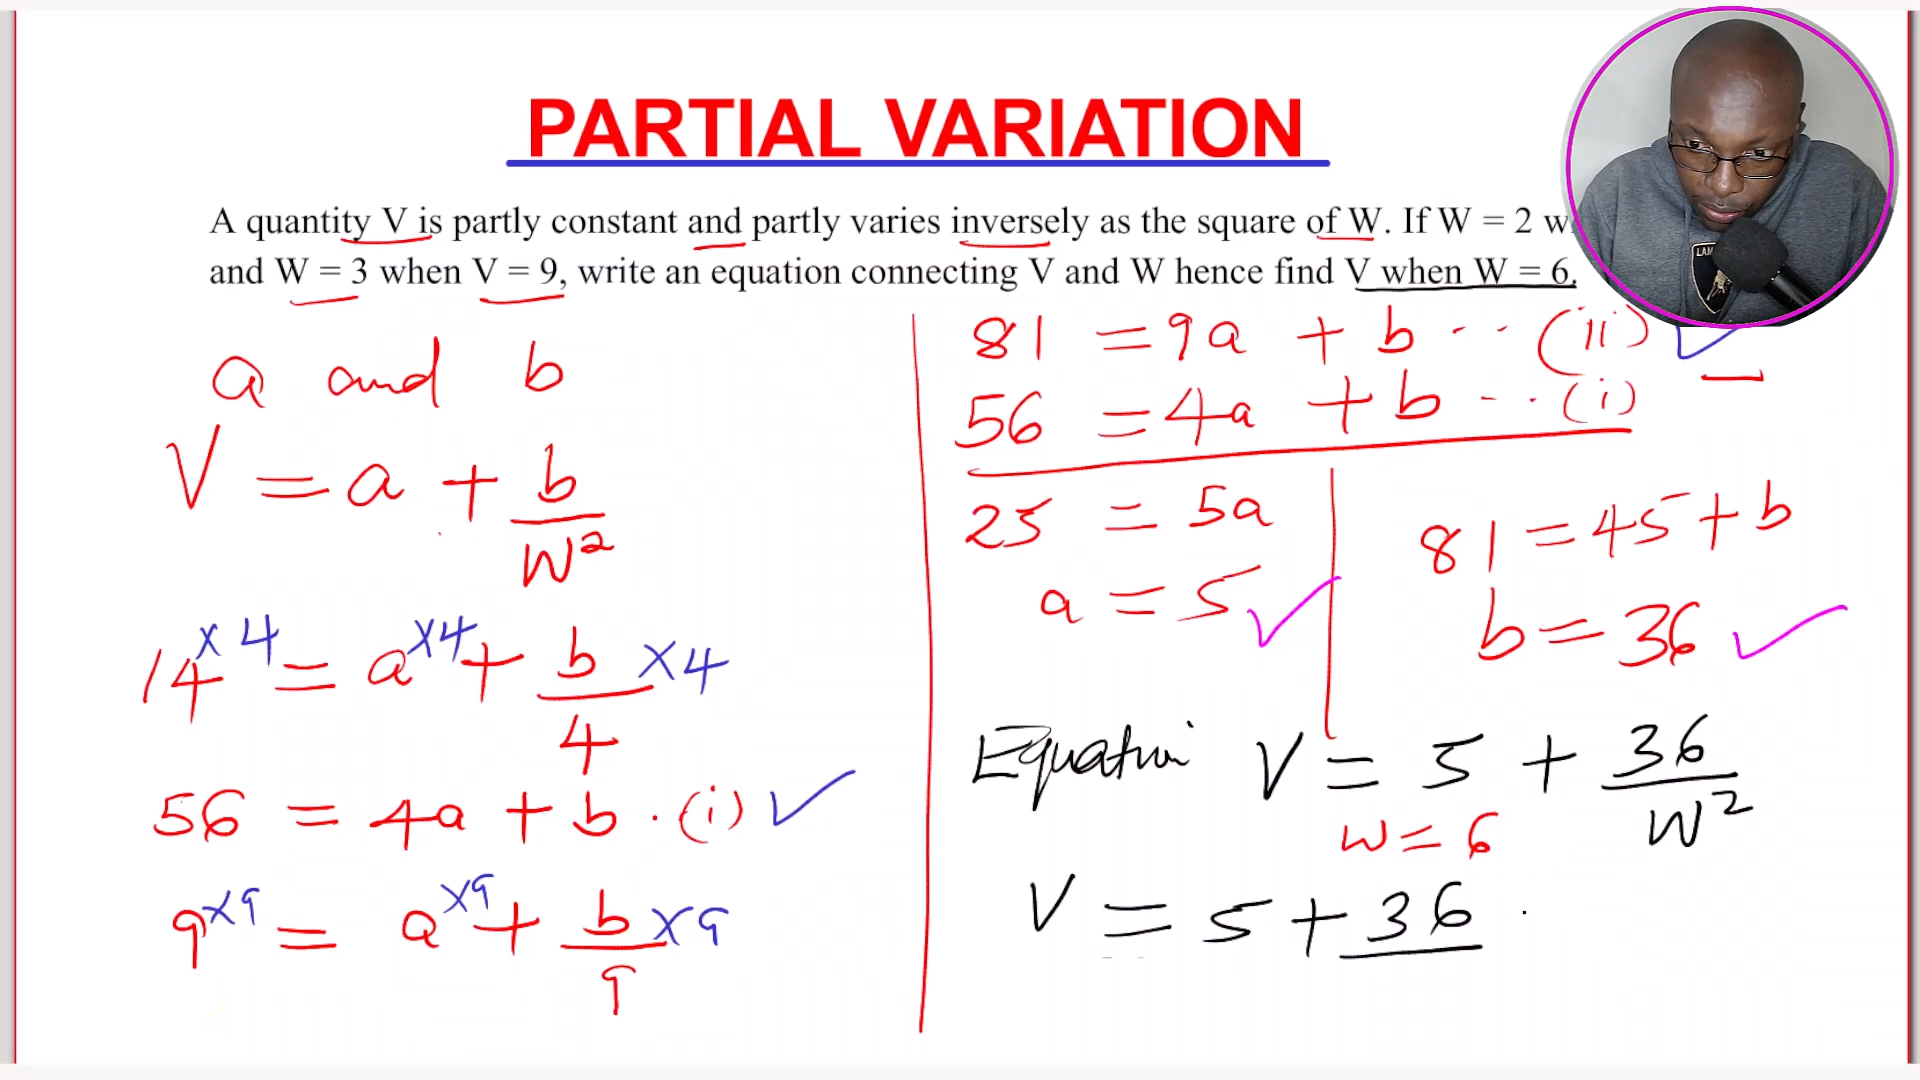 PARTIAL VARIATION
A quantity V is partly constant and partly varies inversely as the square of W. If W = 2
and W = 3 when V = 9, write an equation connecting V and W hence find V when W = 6.
a and b
V = a + b/W²
14 ×4 = a ×4 + b/4 ×4
56 = 4a + b . (i) ✓
9 ×9 = a ×9 + b/9 ×9
81 = 9a + b -- (ii) ✓
56 = 4a + b -- (i)
25 = 5a
a = 5 ✓
81 = 45 + b
b = 36 ✓
Equation V = 5 + 36/W²
W = 6
V = 5 + 36
LAM